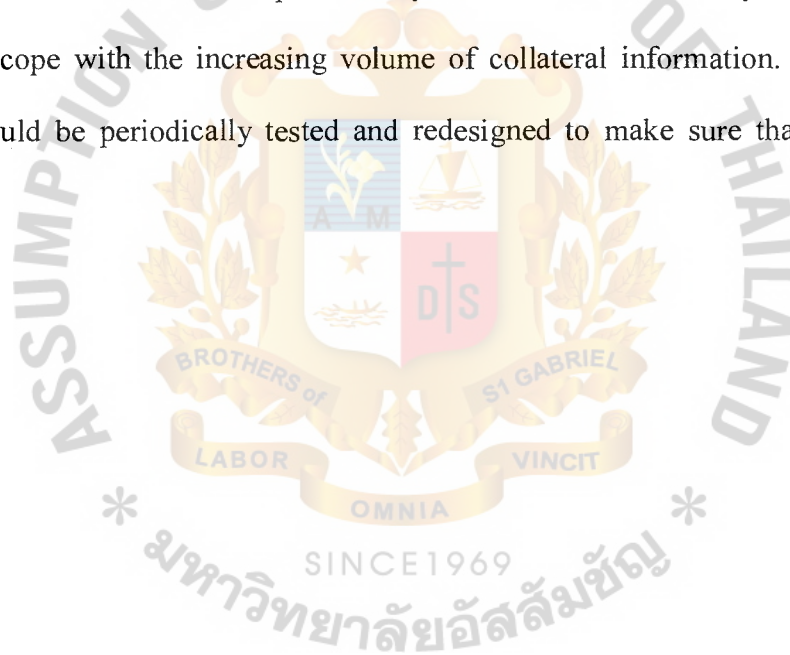 cope with the increasing volume of collateral information.
uld be periodically tested and redesigned to make sure tha
ASSUMPTION
OF THAILAND
A M
D S
BROTHERS of
ST GABRIEL
LABOR
VINCIT
OMNIA
* SINCE1969 *
มหาวิทยาลัยอัสสัมชัญ